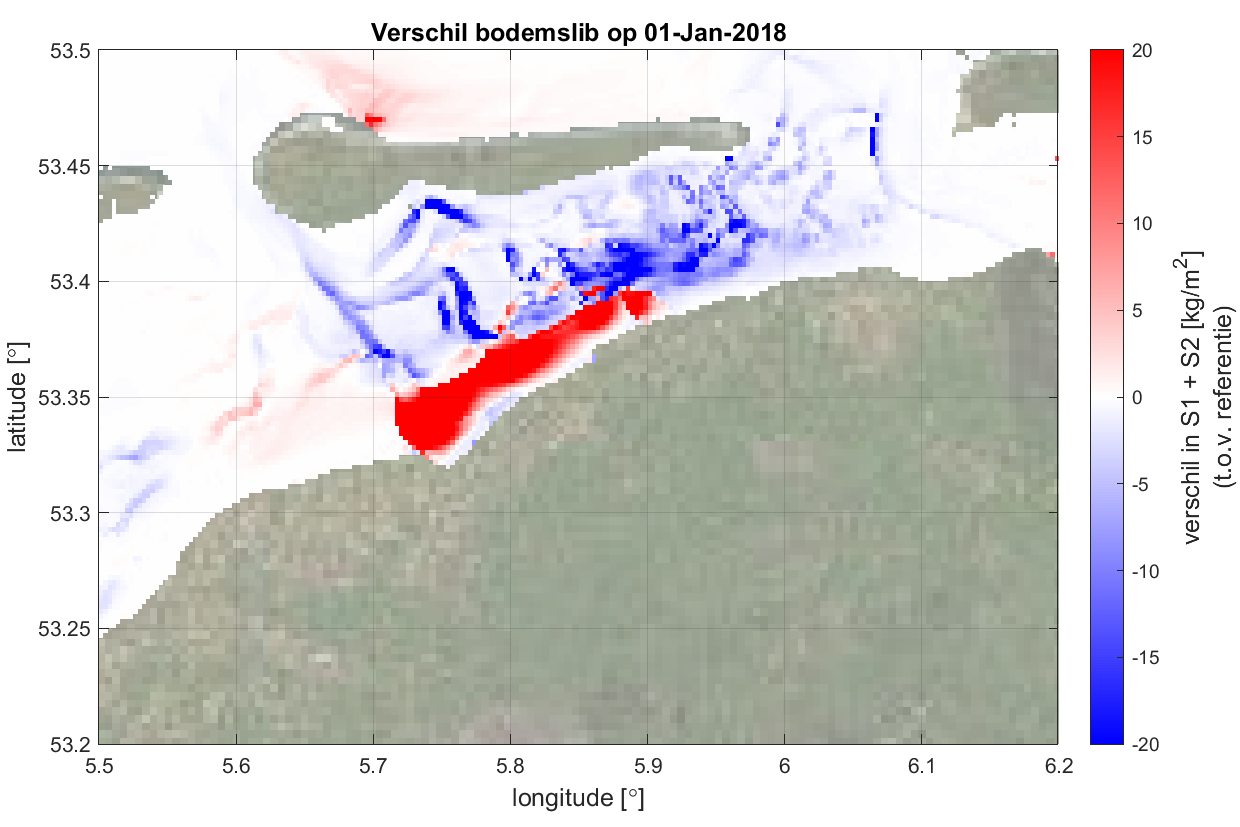 Verschil bodemslib op 01-Jan-2018
53.5
53.45
53.4
53.35
53.3
53.25
53.2
latitude [°]
5.5 5.6 5.7 5.8 5.9 6 6.1 6.2
longitude [°]
20
15
10
5
0
-5
-10
-15
-20
verschil in S1 + S2 [kg/m²]
(t.o.v. referentie)